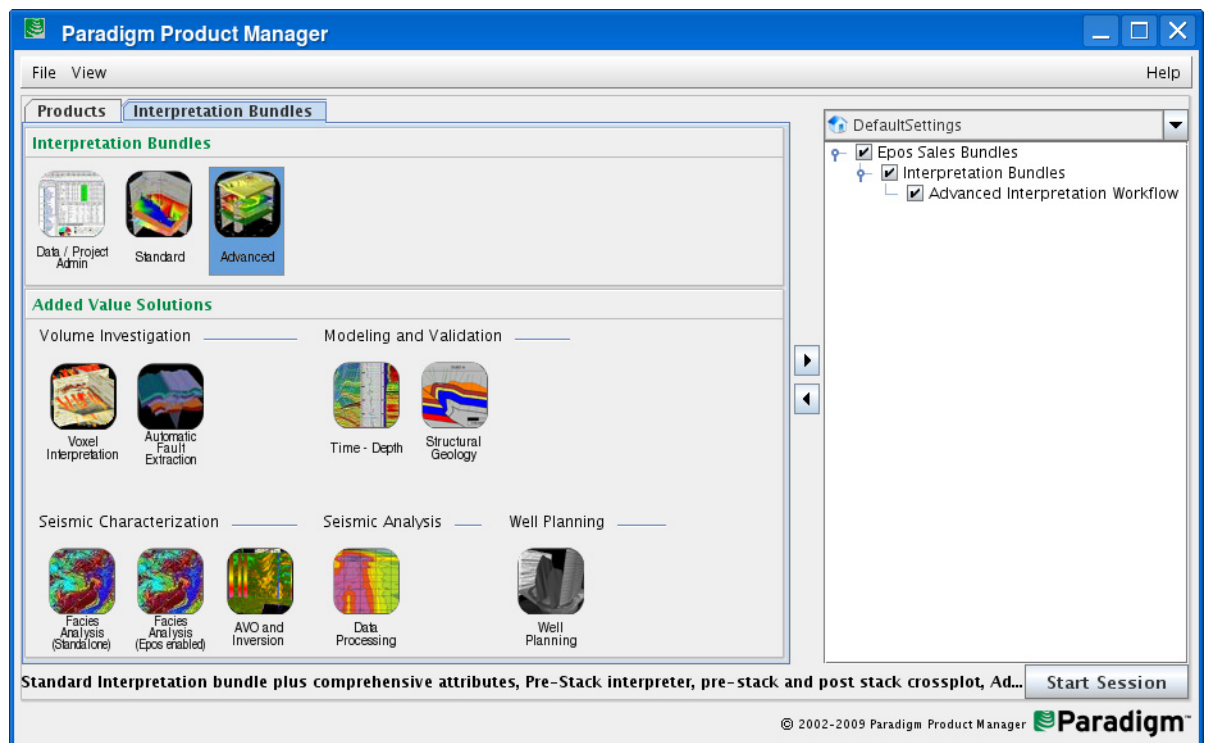 Paradigm Product Manager
File View Help
Products Interpretation Bundles
DefaultSettings
Interpretation Bundles
Epos Sales Bundles
Interpretation Bundles
Advanced Interpretation Workflow
Data / Project
Admin
Standard
Advanced
Added Value Solutions
Volume Investigation
Modeling and Validation
Voxel
Interpretation
Automatic
Fault
Extraction
Time - Depth
Structural
Geology
Seismic Characterization
Seismic Analysis
Well Planning
Facies
Analysis
(Standalone)
Facies
Analysis
(Epos enabled)
AVO and
Inversion
Data
Processing
Well
Planning
Standard Interpretation bundle plus comprehensive attributes, Pre-Stack interpreter, pre-stack and post stack crossplot, Ad...
Start Session
© 2002-2009 Paradigm Product Manager
Paradigm™